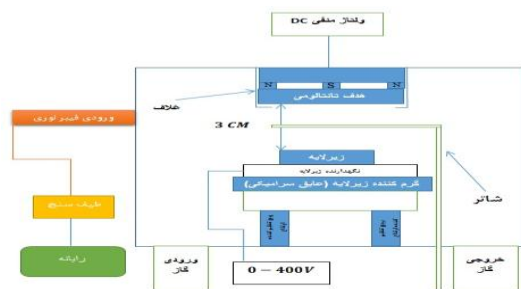 ولتاژ منفی DC
N S N
هدف تانتالومی
غلاف
ورودی فیبر نوری
3 CM
زیرلایه
نگهدارنده زیرلایه
گرم کننده زیرلایه (عایق سرامیکی)
شاتر
طیف سنج
رایانه
ورودی
گاز
0 – 400V
خروجی
گاز